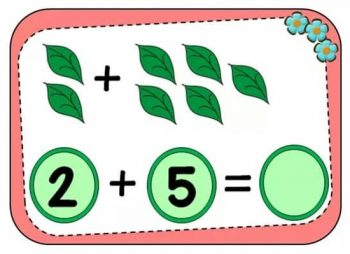 +
2 + 5 =